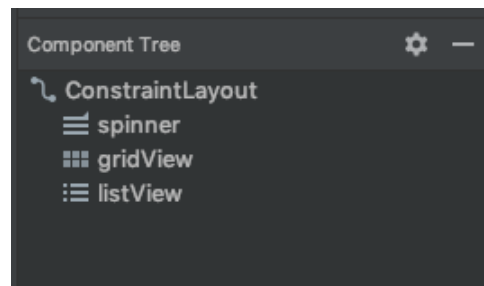 Component Tree
ConstraintLayout
spinner
gridView
listView